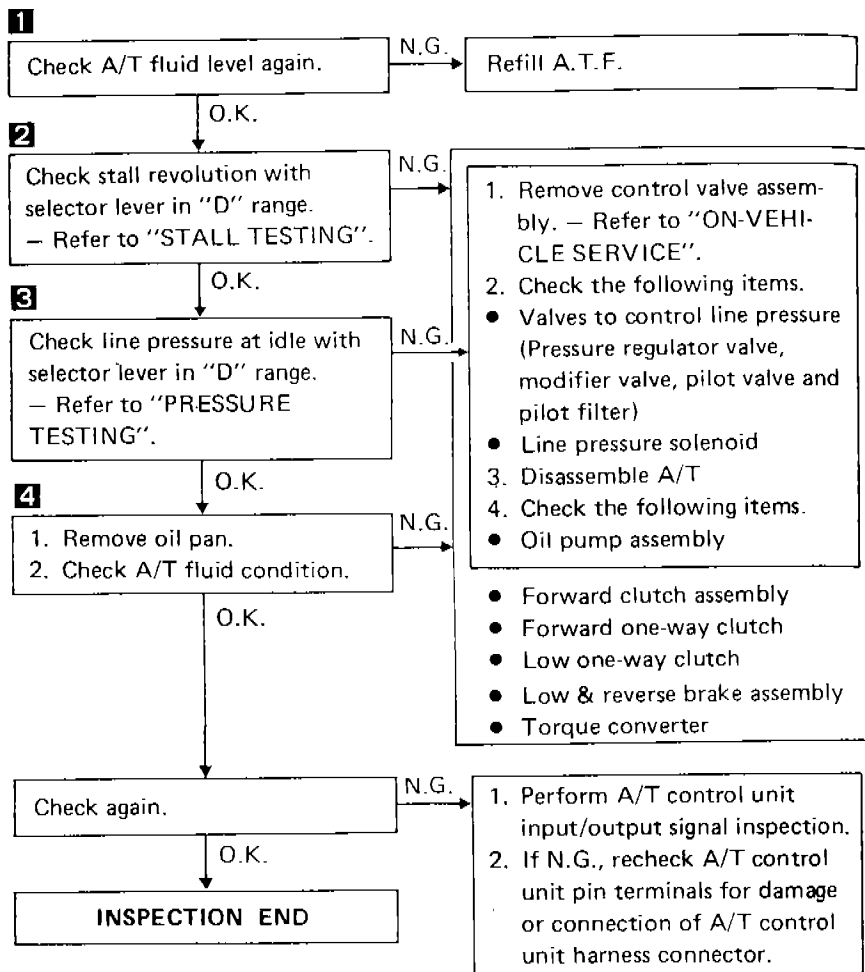 1
Check A/T fluid level again.
N.G.
Refill A.T.F.
O.K.
2
Check stall revolution with
selector lever in "D" range.
— Refer to "STALL TESTING".
N.G.
O.K.
3
Check line pressure at idle with
selector lever in "D" range.
— Refer to "PRESSURE
TESTING".
N.G.
O.K.
4
1. Remove oil pan.
2. Check A/T fluid condition.
N.G.
O.K.
1. Remove control valve assem-
bly. — Refer to "ON-VEHI-
CLE SERVICE".
2. Check the following items.
● Valves to control line pressure
(Pressure regulator valve,
modifier valve, pilot valve and
pilot filter)
● Line pressure solenoid
3. Disassemble A/T
4. Check the following items.
● Oil pump assembly
● Forward clutch assembly
● Forward one-way clutch
● Low one-way clutch
● Low & reverse brake assembly
● Torque converter
Check again.
N.G.
1. Perform A/T control unit
input/output signal inspection.
2. If N.G., recheck A/T control
unit pin terminals for damage
or connection of A/T control
unit harness connector.
O.K.
INSPECTION END